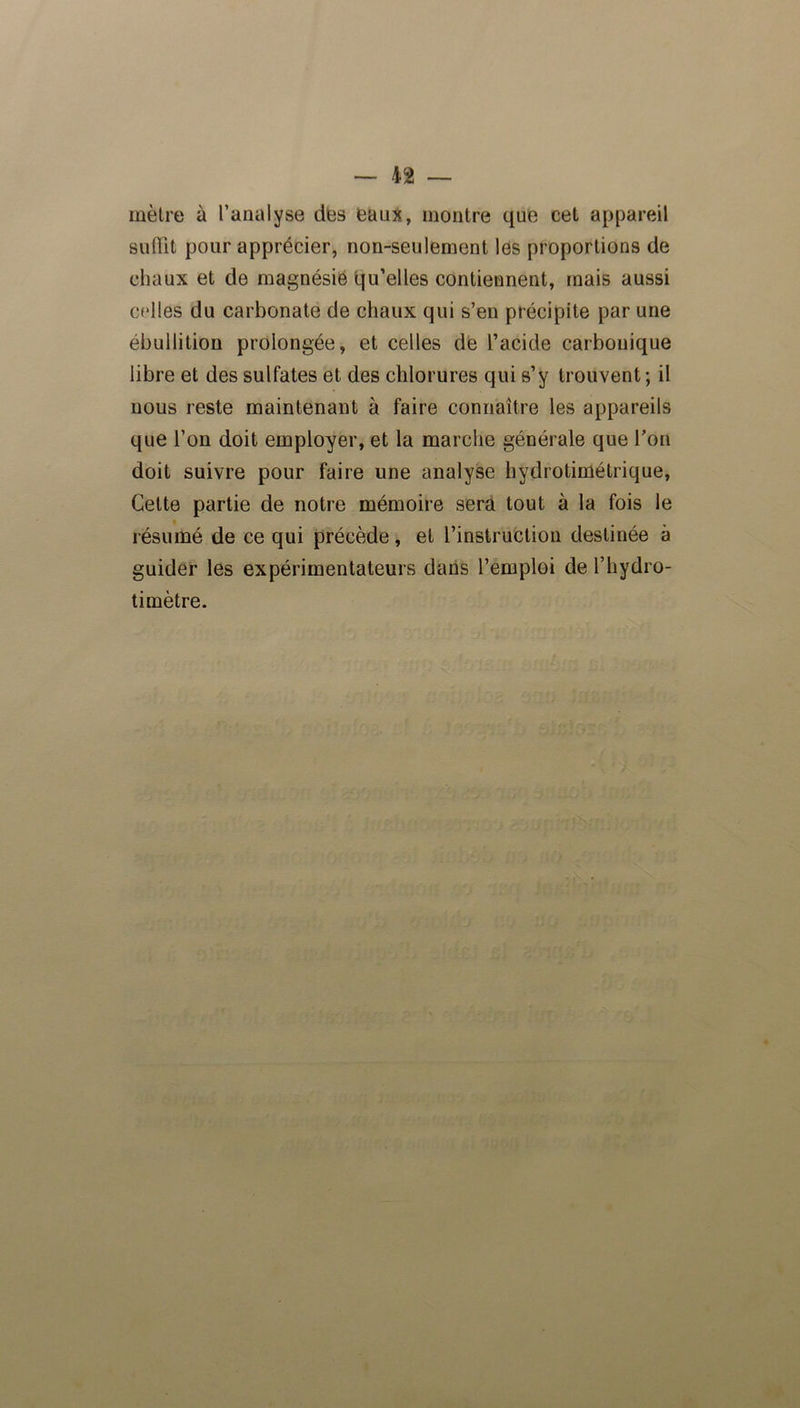 — 42 —
mètre à l’analyse des eaux, montre que cet appareil
suffit pour apprécier, non-seulement les proportions de
chaux et de magnésie qu’elles contiennent, mais aussi
celles du carbonate de chaux qui s’en précipite par une
ébullition prolongée, et celles de l’acide carbonique
libre et des sulfates et des chlorures qui s’y trouvent ; il
nous reste maintenant à faire connaître les appareils
que l’on doit employer, et la marche générale que l’on
doit suivre pour faire une analyse hydrotimétrique,
Cette partie de notre mémoire sera tout à la fois le
résumé de ce qui précède, et l’instruction destinée à
guider les expérimentateurs dans l’emploi de l’hydro-
timètre.